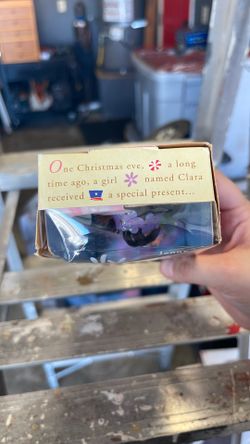 One Christmas eve, a long
time ago, a girl named Clara
received a special present...